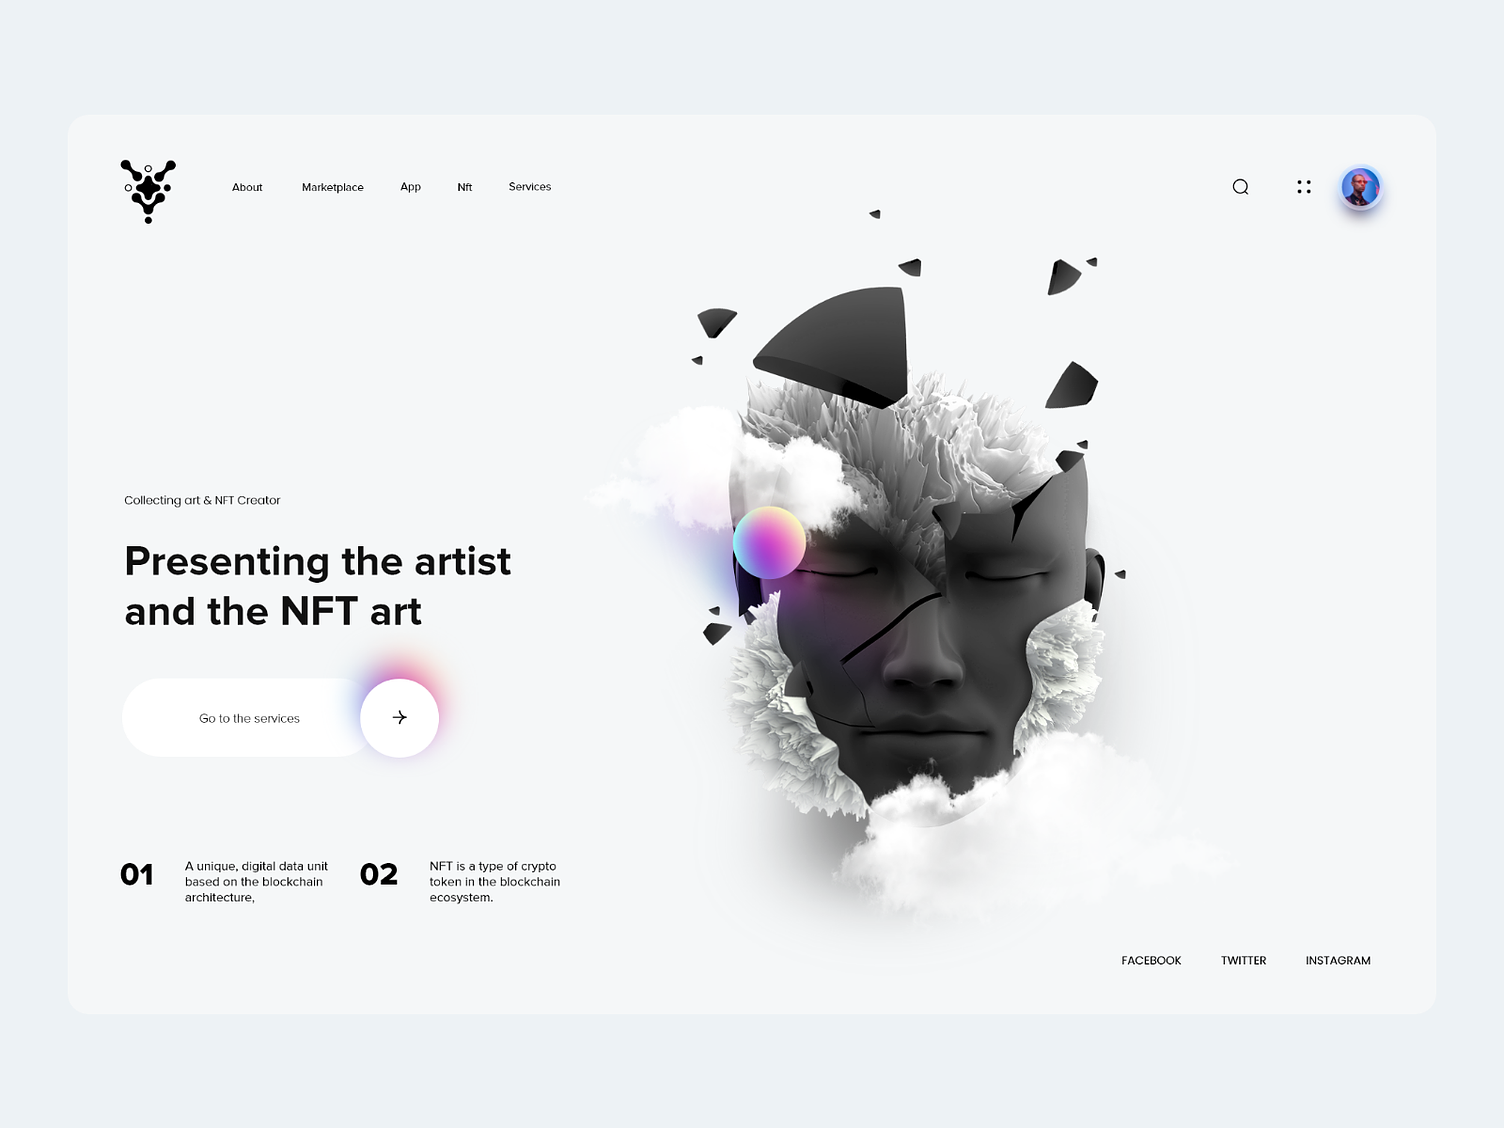 About
Marketplace
App
Nft
Services
Collecting art & NFT Creator
Presenting the artist
and the NFT art
Go to the services
01
A unique, digital data unit
based on the blockchain
architecture,
02
NFT is a type of crypto
token in the blockchain
ecosystem.
FACEBOOK
TWITTER
INSTAGRAM